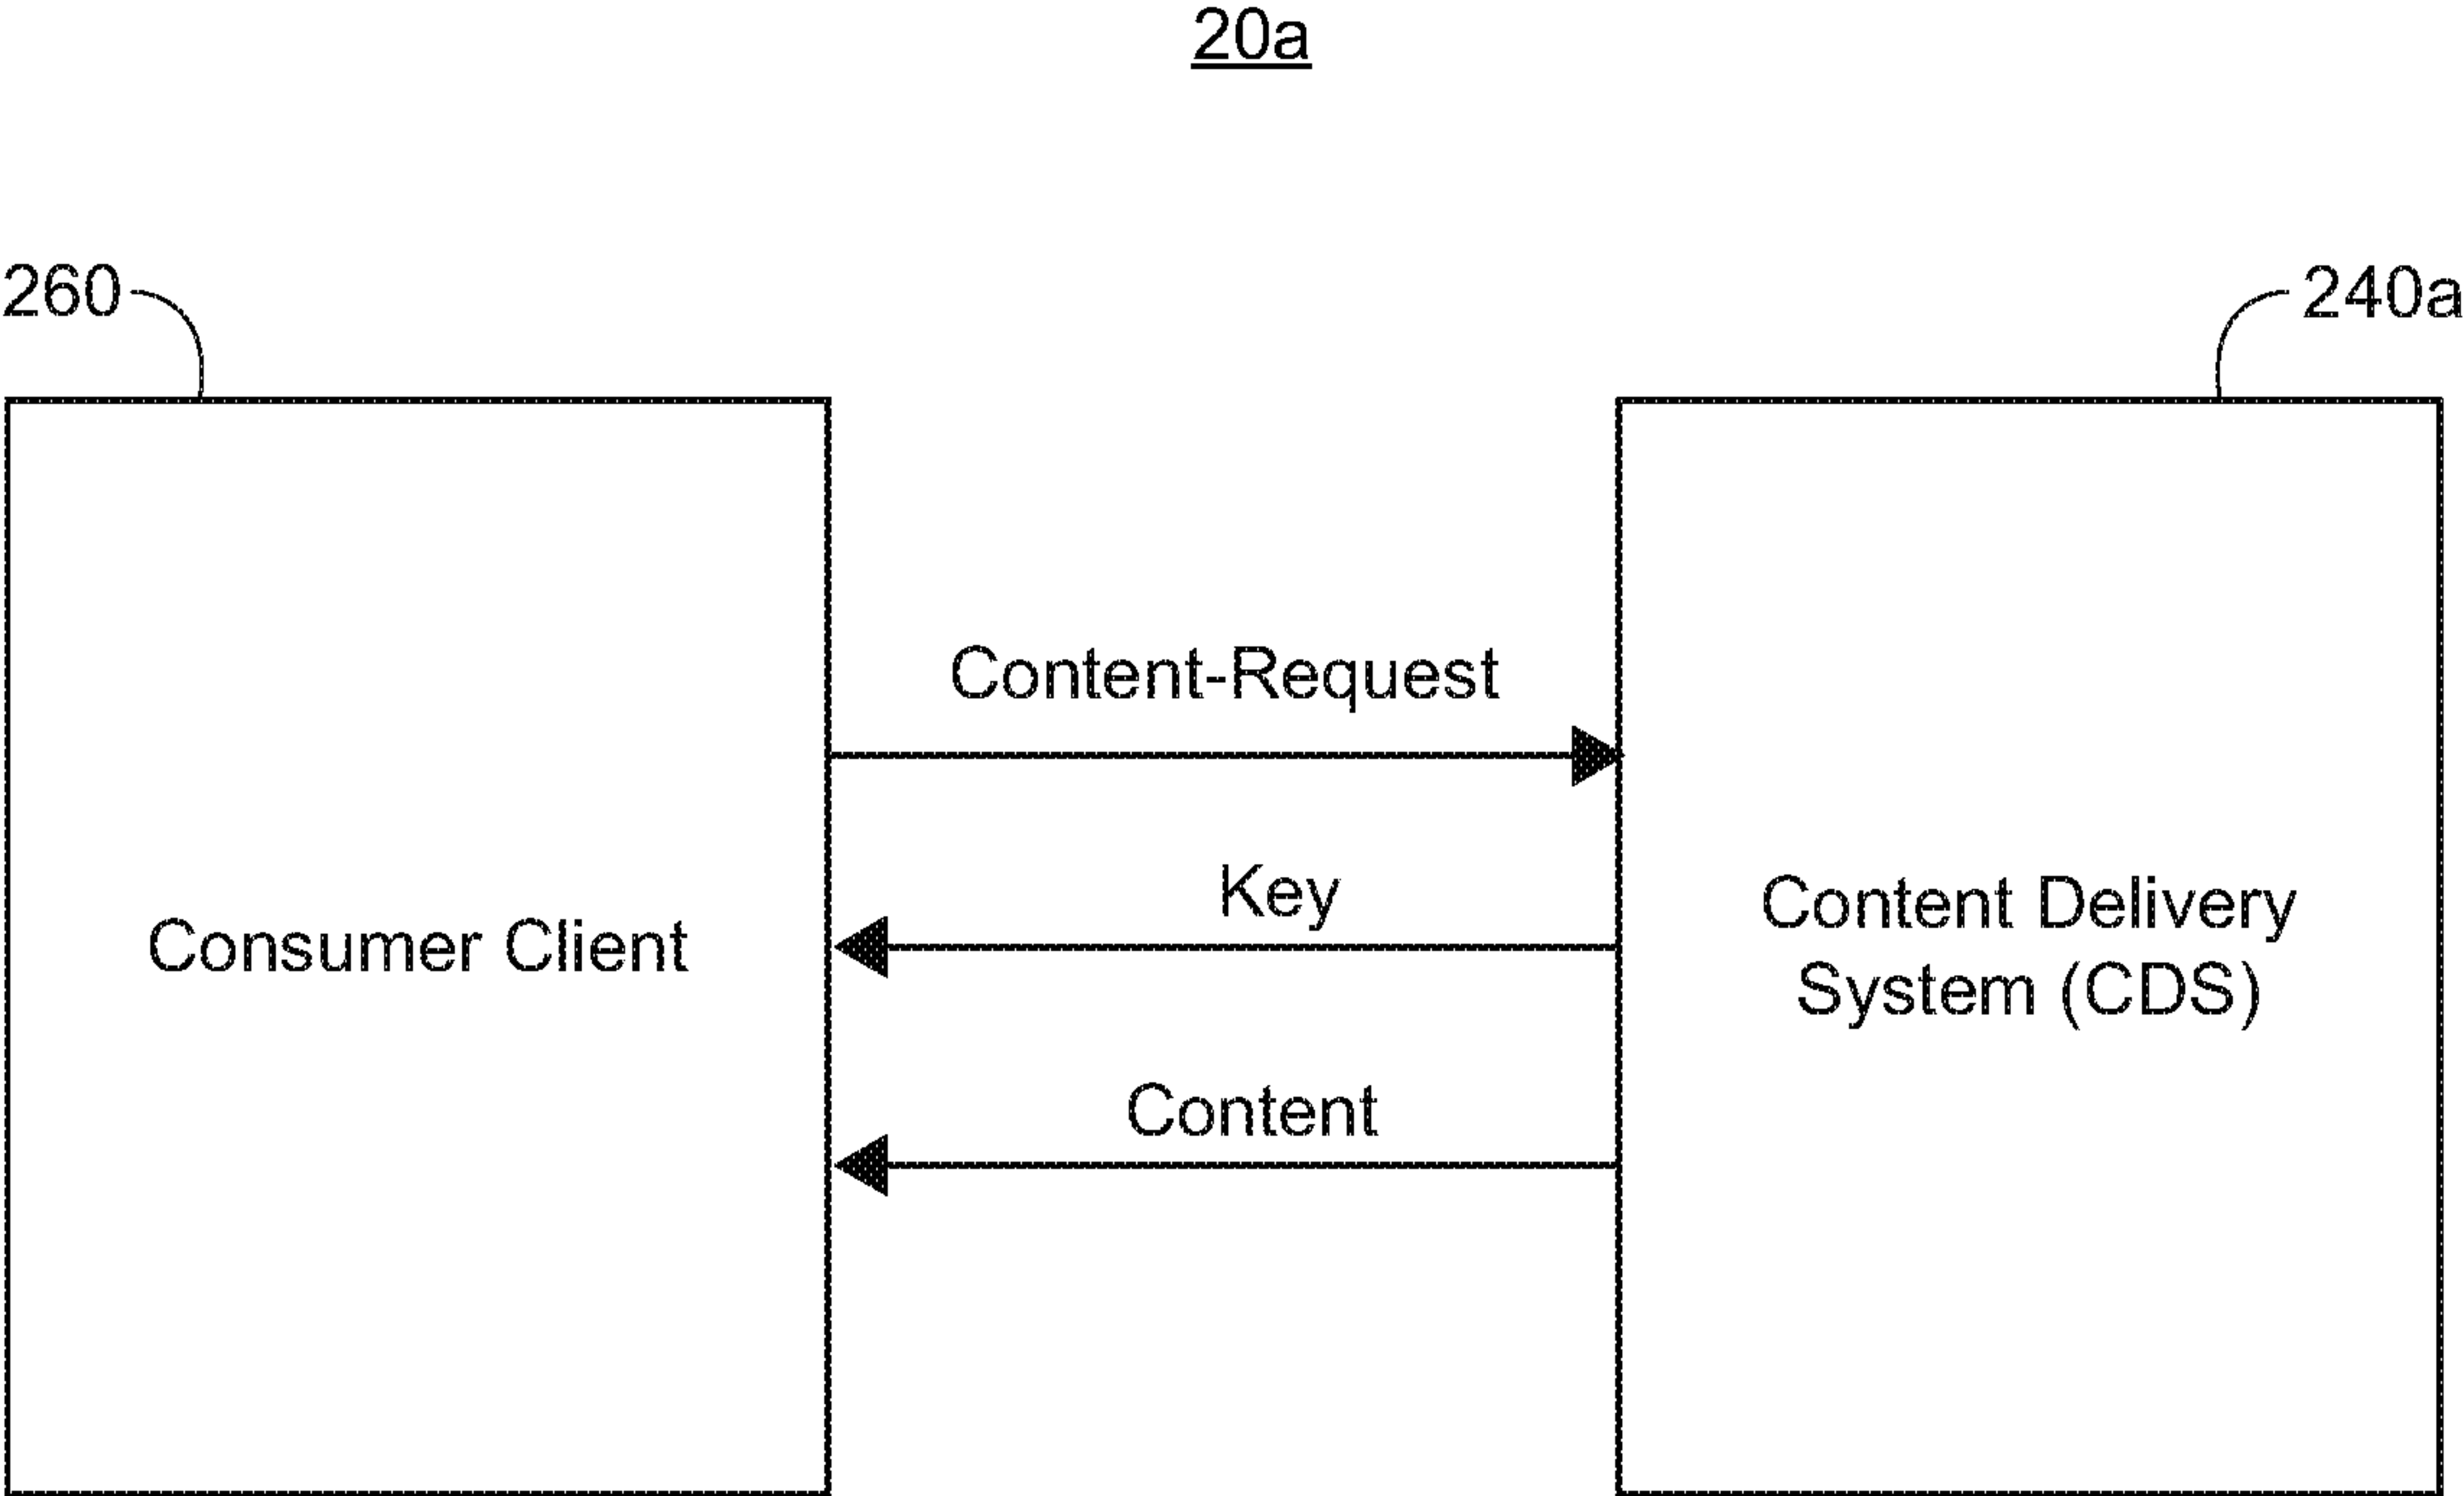 20a
260
240a
Content-Request
Key
Consumer Client
Content Delivery
System (CDS)
Content